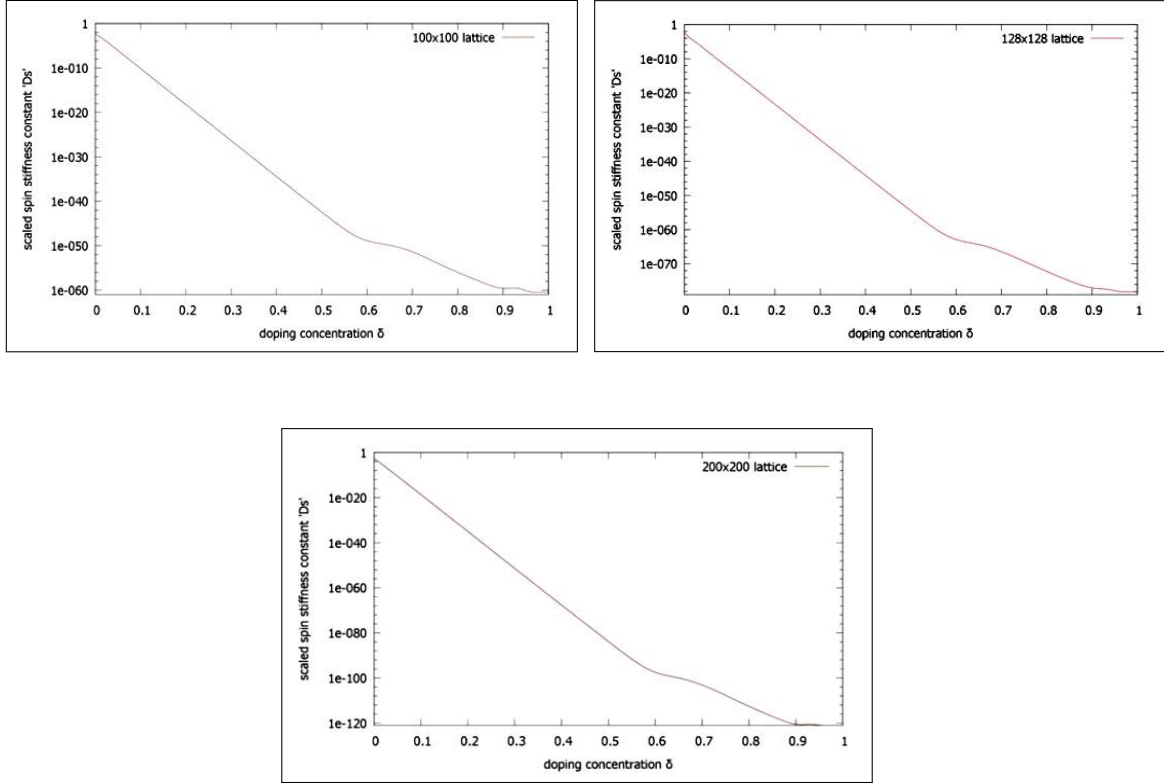 100x100 lattice
scaled spin stiffness constant 'Ds'
1
1e-010
1e-020
1e-030
1e-040
1e-050
1e-060
0 0.1 0.2 0.3 0.4 0.5 0.6 0.7 0.8 0.9 1
doping concentration δ
128x128 lattice
scaled spin stiffness constant 'Ds'
1
1e-010
1e-020
1e-030
1e-040
1e-050
1e-060
1e-070
0 0.1 0.2 0.3 0.4 0.5 0.6 0.7 0.8 0.9 1
doping concentration δ
200x200 lattice
scaled spin stiffness constant 'Ds'
1
1e-020
1e-040
1e-060
1e-080
1e-100
1e-120
0 0.1 0.2 0.3 0.4 0.5 0.6 0.7 0.8 0.9 1
doping concentration δ